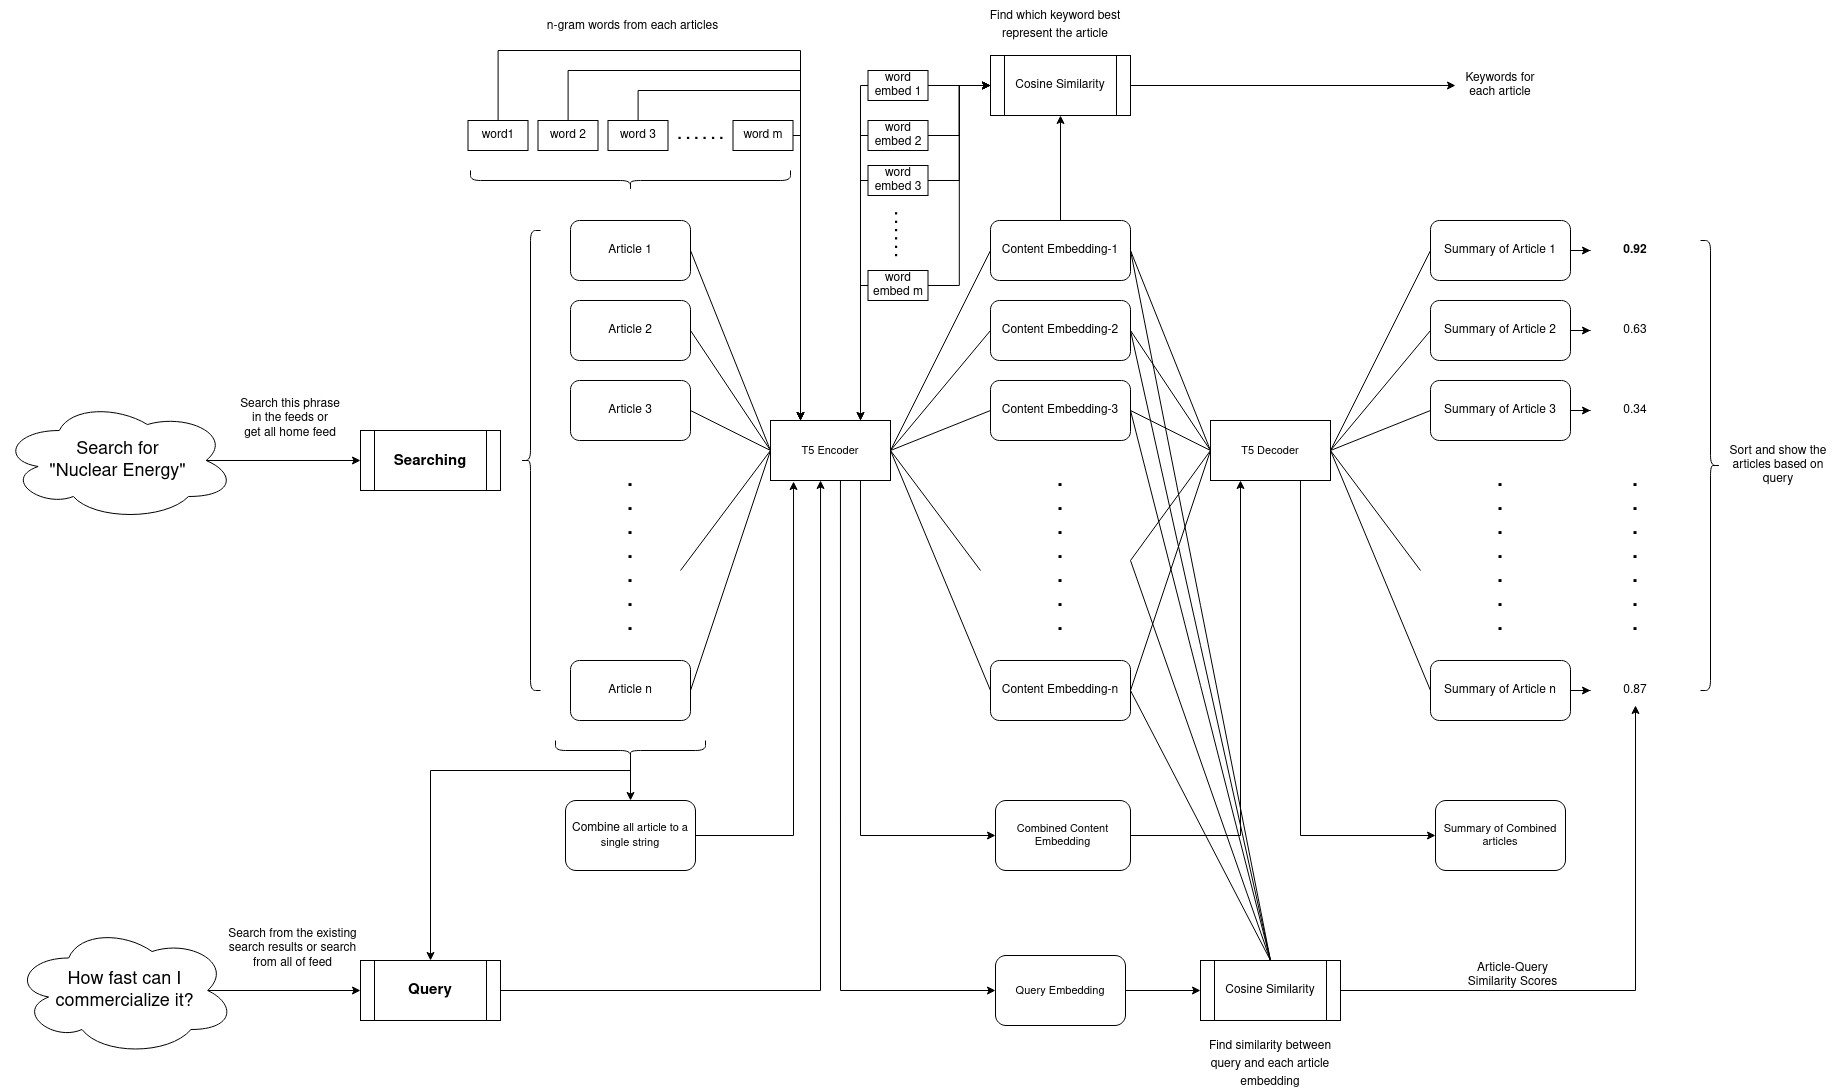 n-gram words from each articles
Find which keyword best
represent the article
word1
word 2
word 3
word m
word
embed 1
word
embed 2
word
embed 3
word
embed m
Cosine Similarity
Keywords for
each article
Article 1
Article 2
Article 3
Article n
Content Embedding-1
Content Embedding-2
Content Embedding-3
Content Embedding-n
Summary of Article 1
0.92
Summary of Article 2
0.63
Summary of Article 3
0.34
Summary of Article n
0.87
Search for
"Nuclear Energy"
Search this phrase
in the feeds or
get all home feed
Searching
T5 Encoder
T5 Decoder
Sort and show the
articles based on
query
Combine all article to a
single string
Combined Content
Embedding
Summary of Combined
articles
How fast can I
commercialize it?
Search from the existing
search results or search
from all of feed
Query
Query Embedding
Cosine Similarity
Article-Query
Similarity Scores
Find similarity between
query and each article
embedding